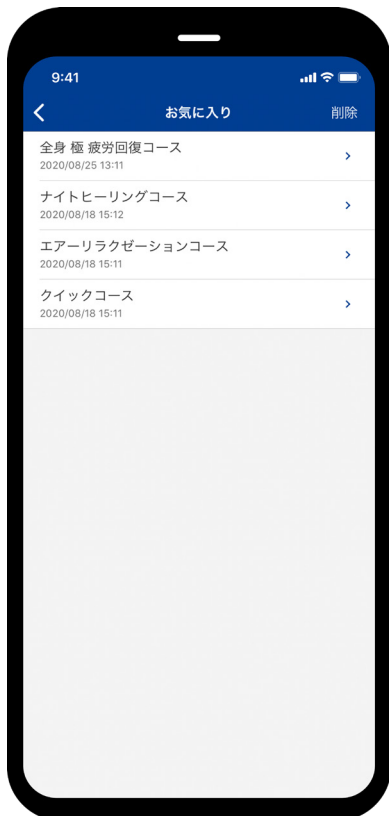 9:41
お気に入り
削除
全身 極 疲労回復コース
2020/08/25 13:11
ナイトヒーリングコース
2020/08/18 15:12
エアーリラクゼーションコース
2020/08/18 15:11
クイックコース
2020/08/18 15:11